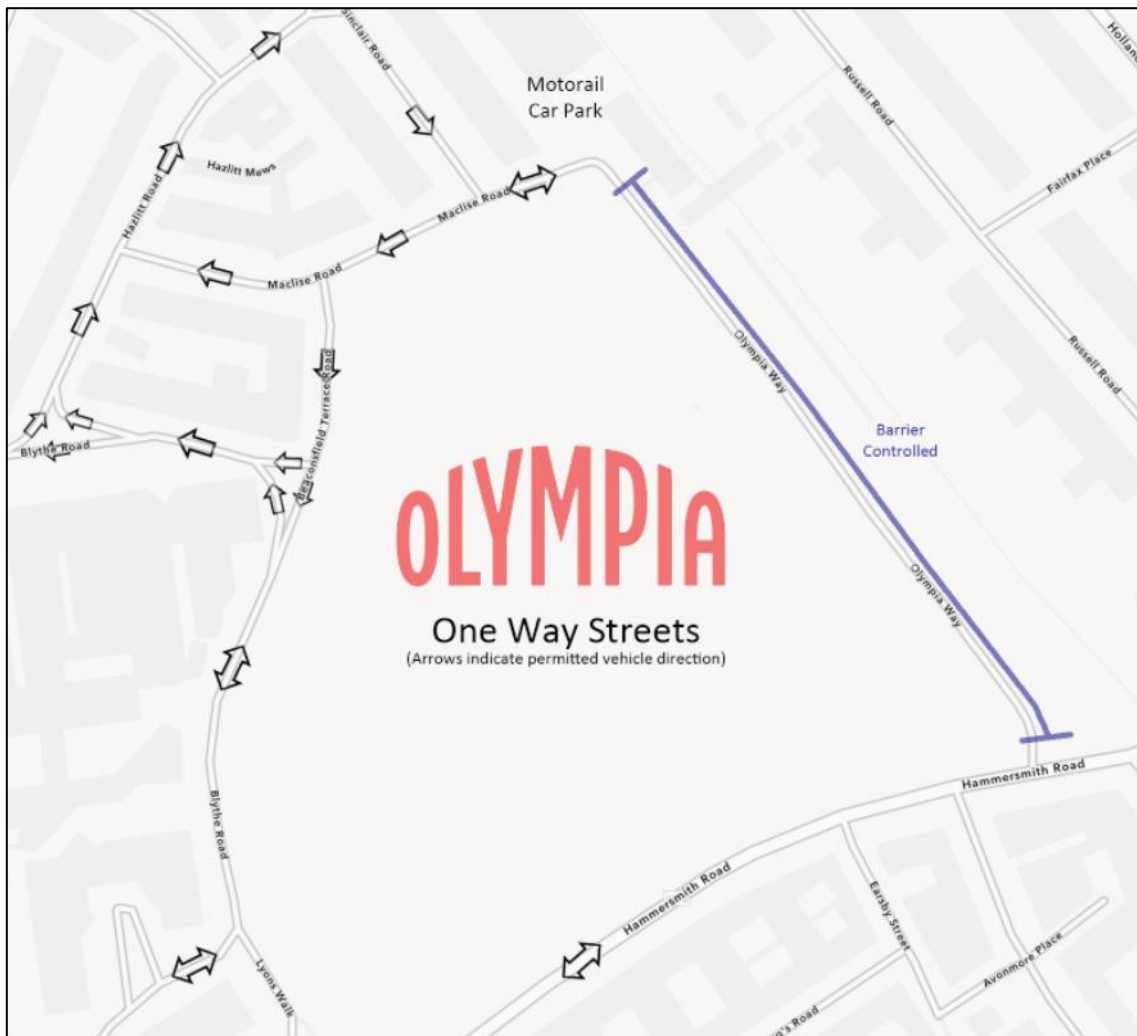 Sinclair Road
Motorail
Car Park
Russell Road
Fairfax Place
Hazlitt Mews
Hazlitt Road
Maclise Road
Maclise Road
Russell Road
Olympia Way
Beaconsfield Terrace Road
Blythe Road
Barrier
Controlled
OLYMPIA
One Way Streets
(Arrows indicate permitted vehicle direction)
Olympia Way
Hammersmith Road
Blythe Road
Hammersmith Road
Earsby Street
Avonmore Place
Lyons Walk
Road